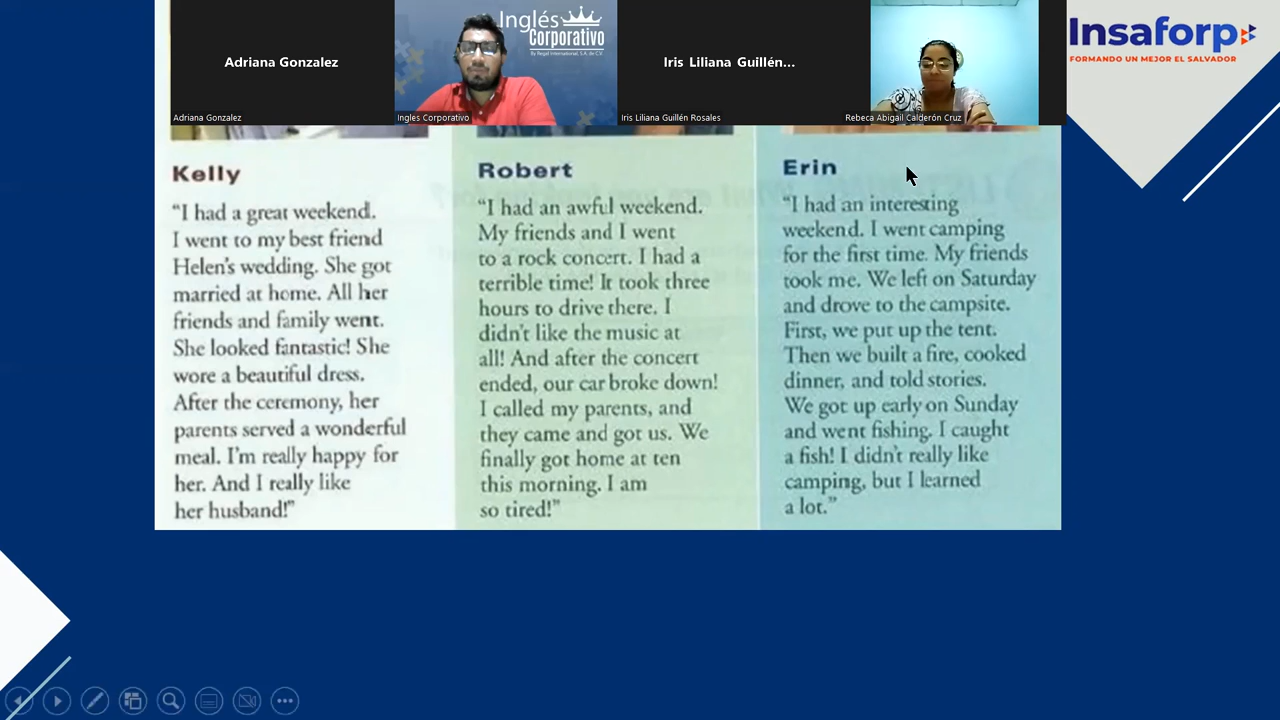 Adriana Gonzalez
Adriana Gonzalez
Inglés
Corporativo
By Regal International, S.A. de C.V.
Ingles Corporativo
Iris Liliana Guillén...
Iris Liliana Guillén Rosales
Rebeca Abigail Calderón Cruz
Insaforp
FORMANDO UN MEJOR EL SALVADOR
Kelly
“I had a great weekend.
I went to my best friend
Helen's wedding. She got
married at home. All her
friends and family went.
She looked fantastic! She
wore a beautiful dress.
After the ceremony, her
parents served a wonderful
meal. I'm really happy for
her. And I really like
her husband!”
Robert
“I had an awful weekend.
My friends and I went
to a rock concert. I had a
terrible time! It took three
hours to drive there. I
didn't like the music at
all! And after the concert
ended, our car broke down!
I called my parents, and
they came and got us. We
finally got home at ten
this morning. I am
so tired!”
Erin
“I had an interesting
weekend. I went camping
for the first time. My friends
took me. We left on Saturday
and drove to the campsite.
First, we put up the tent.
Then we built a fire, cooked
dinner, and told stories.
We got up early on Sunday
and went fishing. I caught
a fish! I didn't really like
camping, but I learned
a lot.”